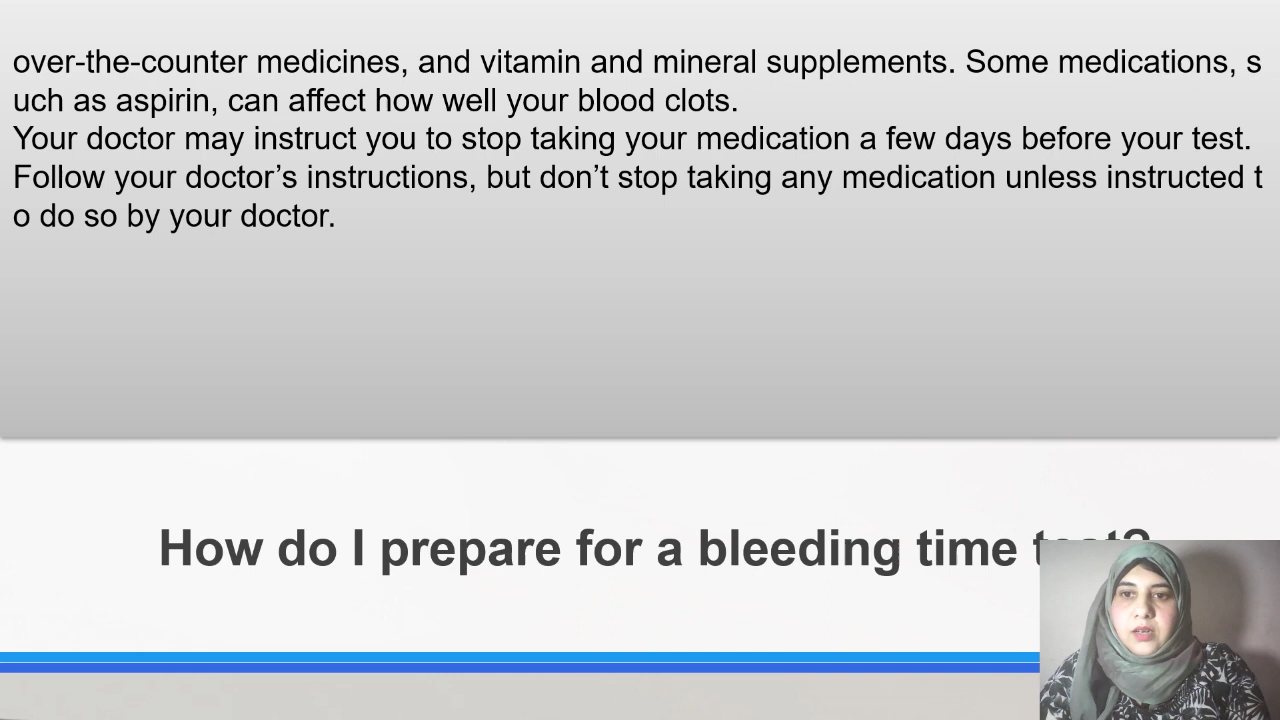 over-the-counter medicines, and vitamin and mineral supplements. Some medications, s
uch as aspirin, can affect how well your blood clots.
Your doctor may instruct you to stop taking your medication a few days before your test.
Follow your doctor’s instructions, but don’t stop taking any medication unless instructed t
o do so by your doctor.
How do I prepare for a bleeding time test?